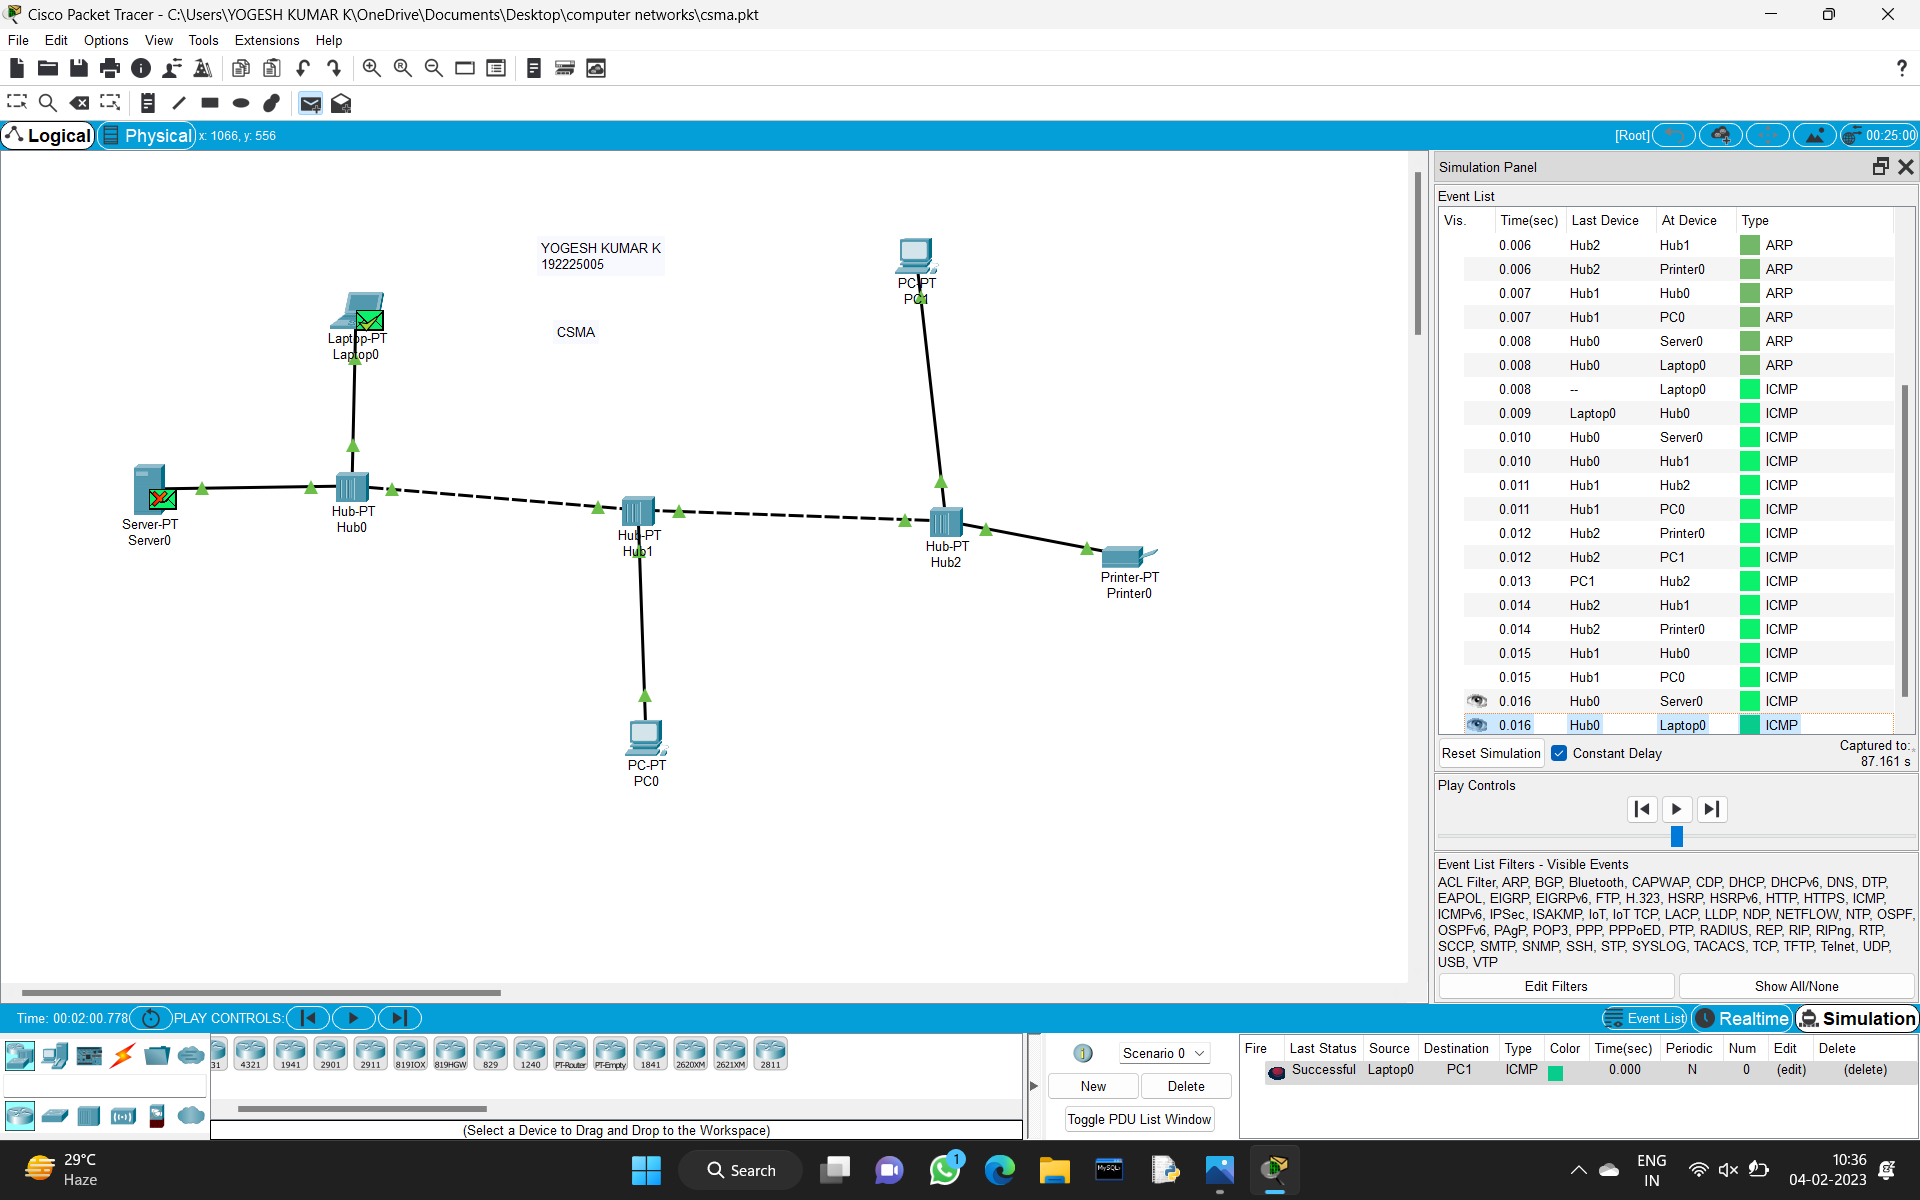 Cisco Packet Tracer - C:\Users\YOGESH KUMAR K\OneDrive\Documents\Desktop\computer networks\csma.pkt
File Edit Options View Tools Extensions Help
Logical Physical x: 1066, y: 556 [Root] 00:25:00
YOGESH KUMAR K
192225005
CSMA
Laptop-PT
Laptop0
PC-PT
PC1
Server-PT
Server0
Hub-PT
Hub0
Hub-PT
Hub1
Hub-PT
Hub2
Printer-PT
Printer0
PC-PT
PC0
Simulation Panel
Event List
Vis. Time(sec) Last Device At Device Type
0.006 Hub2 Hub1 ARP
0.006 Hub2 Printer0 ARP
0.007 Hub1 Hub0 ARP
0.007 Hub1 PC0 ARP
0.008 Hub0 Server0 ARP
0.008 Hub0 Laptop0 ARP
0.008 -- Laptop0 ICMP
0.009 Laptop0 Hub0 ICMP
0.010 Hub0 Server0 ICMP
0.010 Hub0 Hub1 ICMP
0.011 Hub1 Hub2 ICMP
0.011 Hub1 PC0 ICMP
0.012 Hub2 Printer0 ICMP
0.012 Hub2 PC1 ICMP
0.013 PC1 Hub2 ICMP
0.014 Hub2 Hub1 ICMP
0.014 Hub2 Printer0 ICMP
0.015 Hub1 Hub0 ICMP
0.015 Hub1 PC0 ICMP
0.016 Hub0 Server0 ICMP
0.016 Hub0 Laptop0 ICMP
Reset Simulation Constant Delay Captured to:
87.161 s
Play Controls
Event List Filters - Visible Events
ACL Filter, ARP, BGP, Bluetooth, CAPWAP, CDP, DHCP, DHCPv6, DNS, DTP,
EAPOL, EIGRP, EIGRPv6, FTP, H.323, HSRP, HSRPv6, HTTP, HTTPS, ICMP,
ICMPv6, IPSec, ISAKMP, IoT, IoT TCP, LACP, LLDP, NDP, NETFLOW, NTP, OSPF,
OSPFv6, PAgP, POP3, PPP, PPPoED, PTP, RADIUS, REP, RIP, RIPng, RTP,
SCCP, SMTP, SNMP, SSH, STP, SYSLOG, TACACS, TCP, TFTP, Telnet, UDP,
USB, VTP
Edit Filters Show All/None
Time: 00:02:00.778 PLAY CONTROLS: Event List Realtime Simulation
31 4321 1941 2901 2911 819IOX 819HGW 829 1240 PT-Router PT-Empty 1841 2620XM 2621XM 2811
(Select a Device to Drag and Drop to the Workspace)
Scenario 0
New Delete
Toggle PDU List Window
Fire Last Status Source Destination Type Color Time(sec) Periodic Num Edit Delete
Successful Laptop0 PC1 ICMP 0.000 N 0 (edit) (delete)
29°C
Haze
Search
1
MySQL
ENG
IN
10:36
04-02-2023